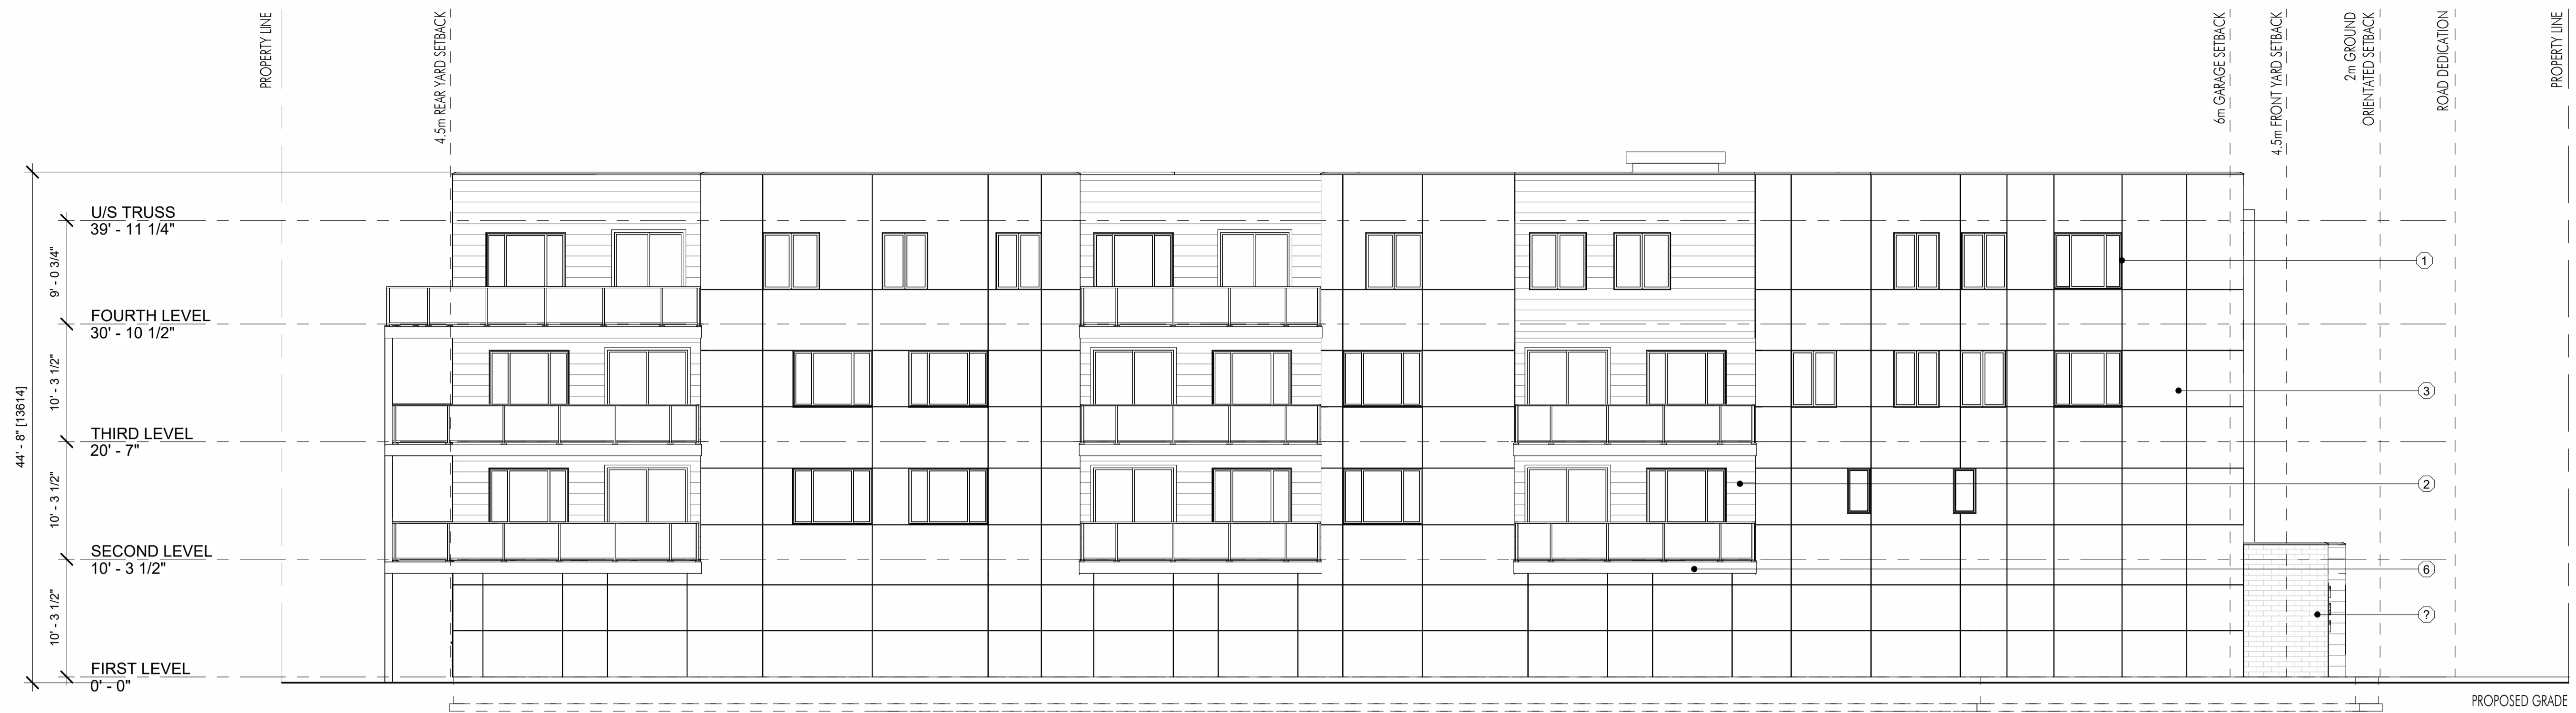 PROPERTY LINE
4.5m REAR YARD SETBACK
6m GARAGE SETBACK
4.5m FRONT YARD SETBACK
2m GROUND
ORIENTATED SETBACK
ROAD DEDICATION
PROPERTY LINE
U/S TRUSS
39' - 11 1/4"
9' - 0 3/4"
1
FOURTH LEVEL
30' - 10 1/2"
10' - 3 1/2"
3
44' - 8" [13614]
THIRD LEVEL
20' - 7"
10' - 3 1/2"
2
SECOND LEVEL
10' - 3 1/2"
6
10' - 3 1/2"
?
FIRST LEVEL
0' - 0"
PROPOSED GRADE